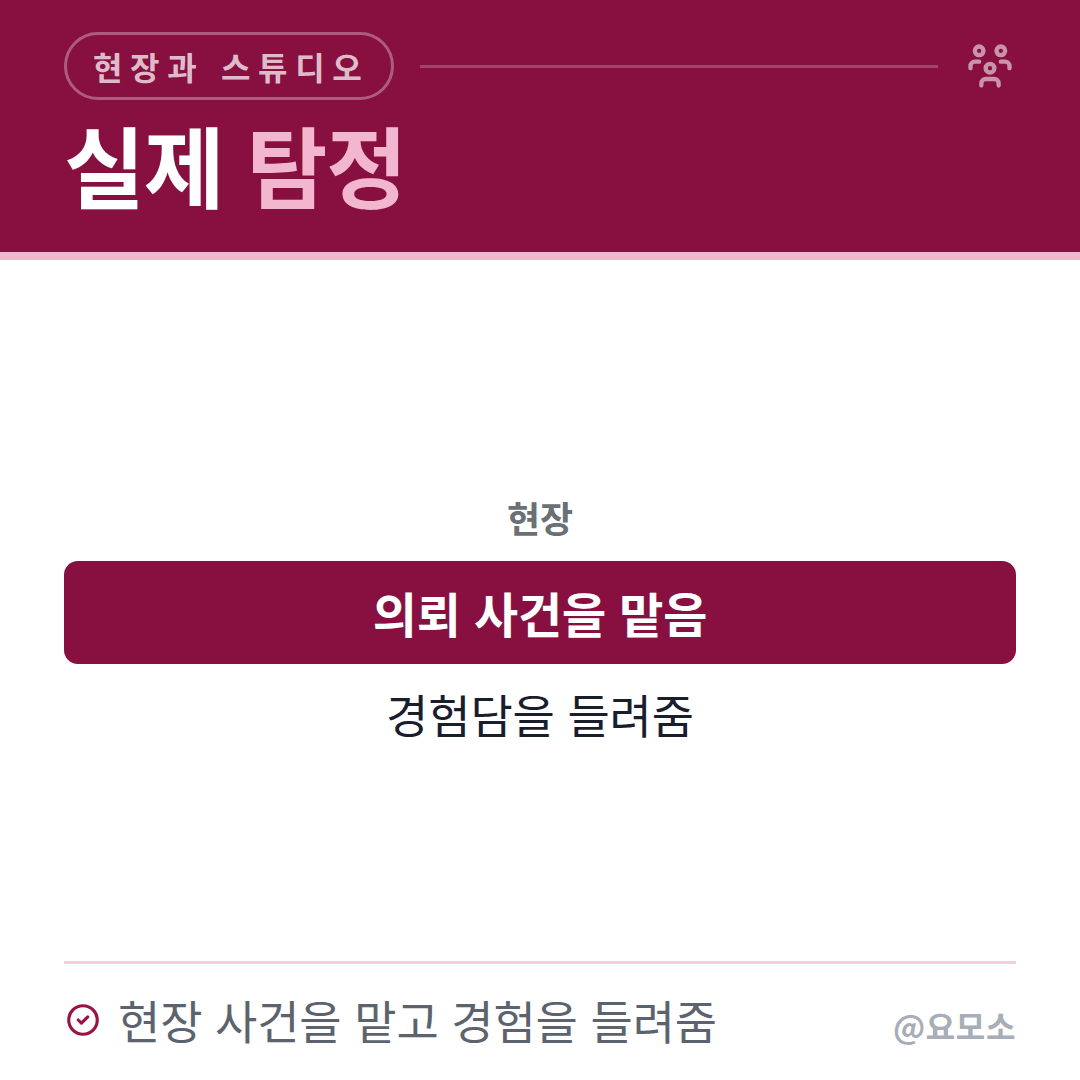 현장과 스튜디오
실제 탐정
현장
의뢰 사건을 맡음
경험담을 들려줌
현장 사건을 맡고 경험을 들려줌
@요모소